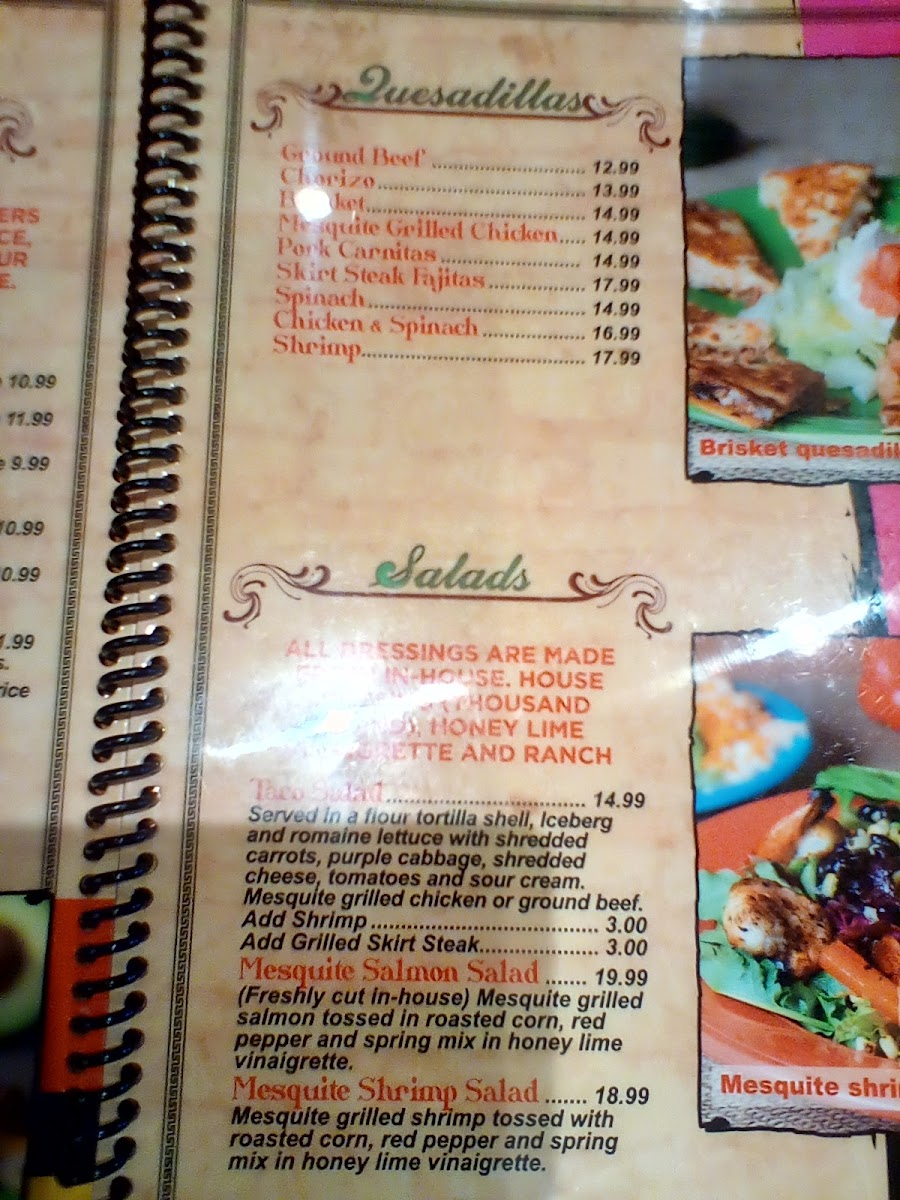 ERS
CE,
UR
E.
10.99
11.99
9.99
10.99
0.99
1.99
s.
rice
Quesadillas
Ground Beef 12.99
Chorizo 13.99
14.99
Mesquite Grilled Chicken 14.99
Pork Carnitas 14.99
Skirt Steak Fajitas 17.99
Spinach 14.99
Chicken & Spinach 16.99
Shrimp 17.99
Brisket quesadil
Salads
ALL DRESSINGS ARE MADE
IN-HOUSE. HOUSE
(THOUSAND
HONEY LIME
AND RANCH
Taco Salad 14.99
Served in a flour tortilla shell, Iceberg
and romaine lettuce with shredded
carrots, purple cabbage, shredded
cheese, tomatoes and sour cream.
Mesquite grilled chicken or ground beef.
Add Shrimp 3.00
Add Grilled Skirt Steak 3.00
Mesquite Salmon Salad 19.99
(Freshly cut in-house) Mesquite grilled
salmon tossed in roasted corn, red
pepper and spring mix in honey lime
vinaigrette.
Mesquite Shrimp Salad 18.99
Mesquite grilled shrimp tossed with
roasted corn, red pepper and spring
mix in honey lime vinaigrette.
Mesquite shri